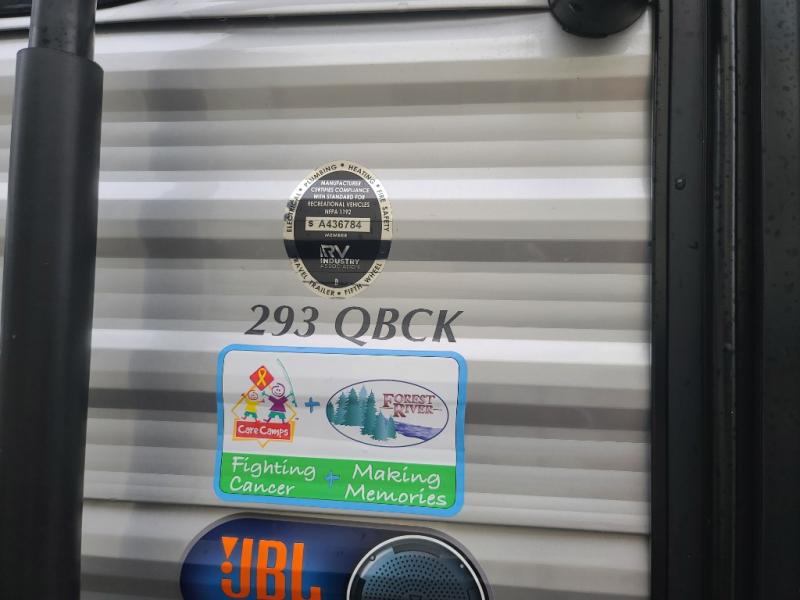 ELECTRICAL • PLUMBING • HEATING • FIRE SAFETY
MANUFACTURER
CERTIFIES COMPLIANCE
WITH STANDARD FOR
RECREATIONAL VEHICLES
NFPA 1192
S A436784
MEMBER
RV
INDUSTRY
ASSOCIATION
TRAVEL TRAILER • FIFTH WHEEL
293 QBCK
Care Camps
+
FOREST
RIVER
Fighting + Making
Cancer Memories
JBL